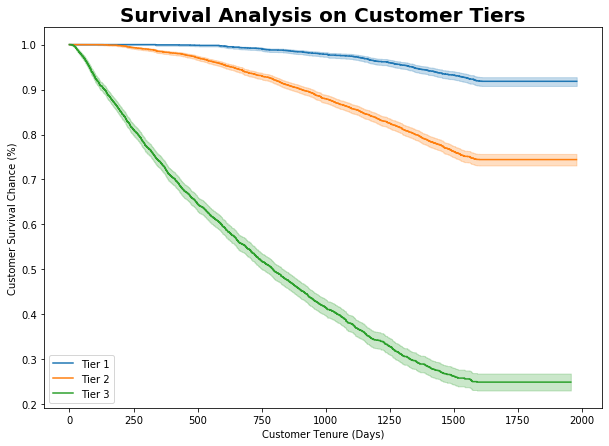 Survival Analysis on Customer Tiers
Customer Survival Chance (%)
1.0
0.9
0.8
0.7
0.6
0.5
0.4
0.3
0.2
Tier 1
Tier 2
Tier 3
0 250 500 750 1000 1250 1500 1750 2000
Customer Tenure (Days)